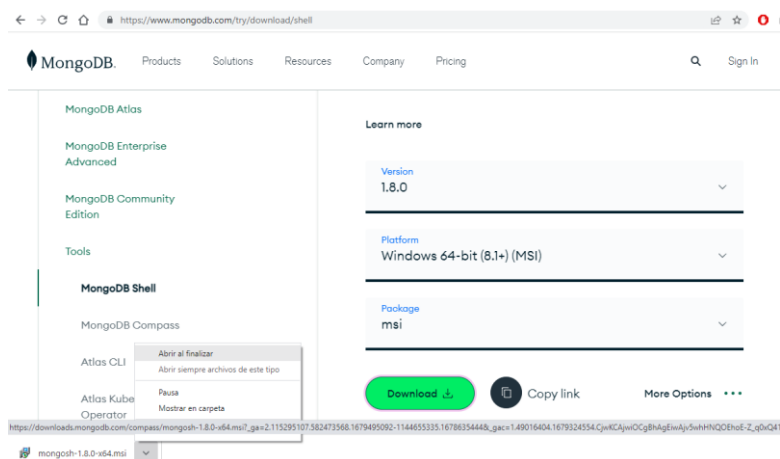 https://www.mongodb.com/try/download/shell
MongoDB. Products Solutions Resources Company Pricing Sign In
MongoDB Atlas
MongoDB Enterprise
Advanced
MongoDB Community
Edition
Tools
MongoDB Shell
MongoDB Compass
Atlas CLI
Atlas Kube
Operator
Learn more
Version
1.8.0
Platform
Windows 64-bit (8.1+) (MSI)
Package
msi
Download
Copy link
More Options
Abrir al finalizar
Abrir siempre archivos de este tipo
Pausa
Mostrar en carpeta
mongosh-1.8.0-x64.msi